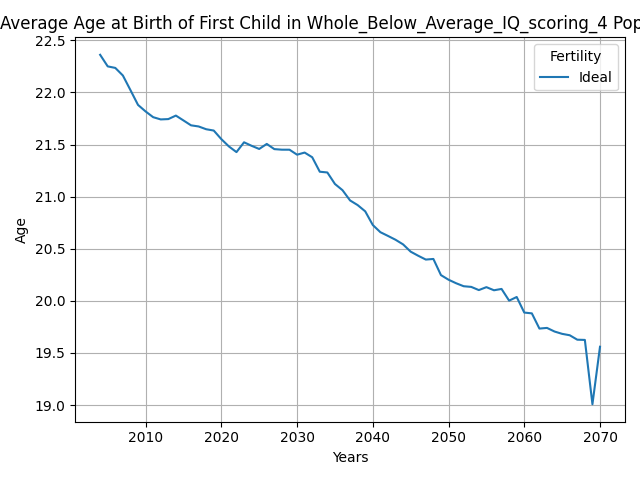 Average Age at Birth of First Child in Whole_Below_Average_IQ_scoring_4 Pop
22.5
22.0
21.5
21.0
20.5
20.0
19.5
19.0
Age
Fertility
Ideal
2010 2020 2030 2040 2050 2060 2070
Years